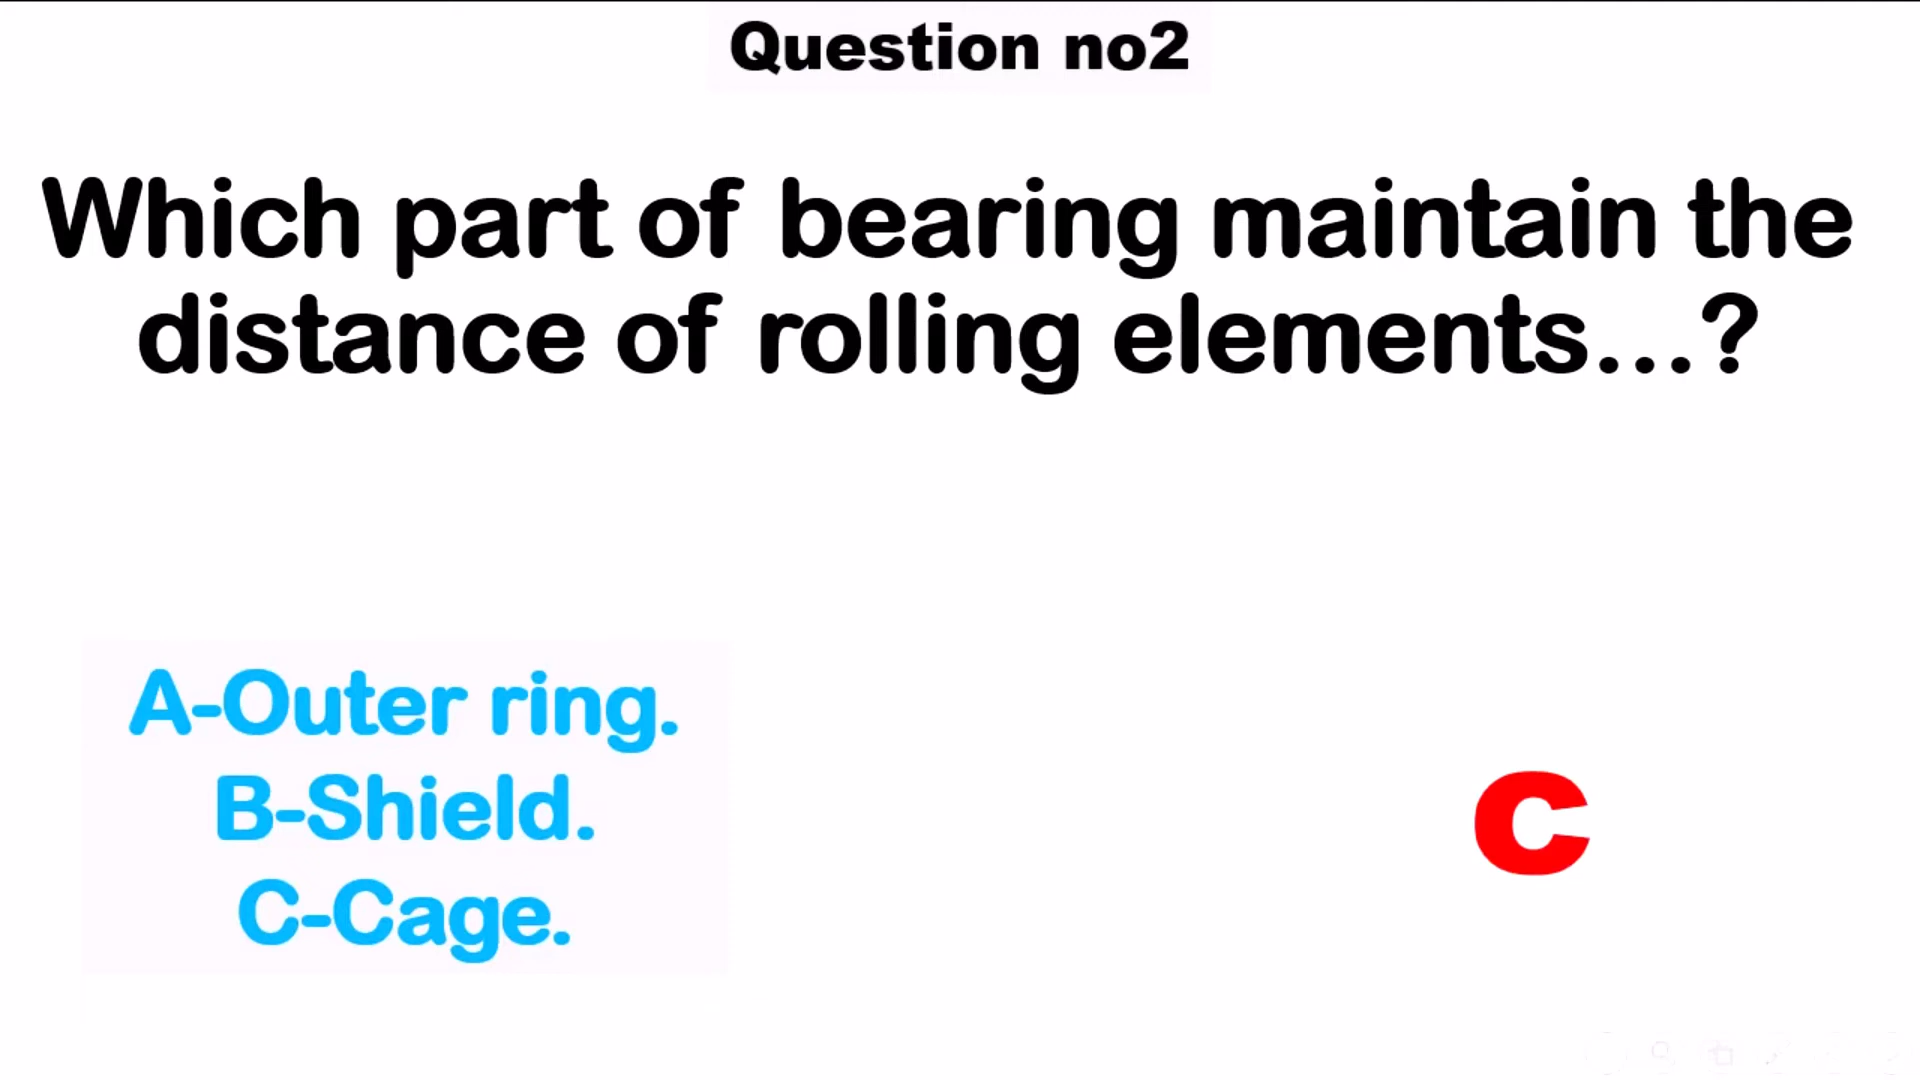 Question no2
Which part of bearing maintain the
distance of rolling elements...?
A-Outer ring.
B-Shield.
C-Cage.
C